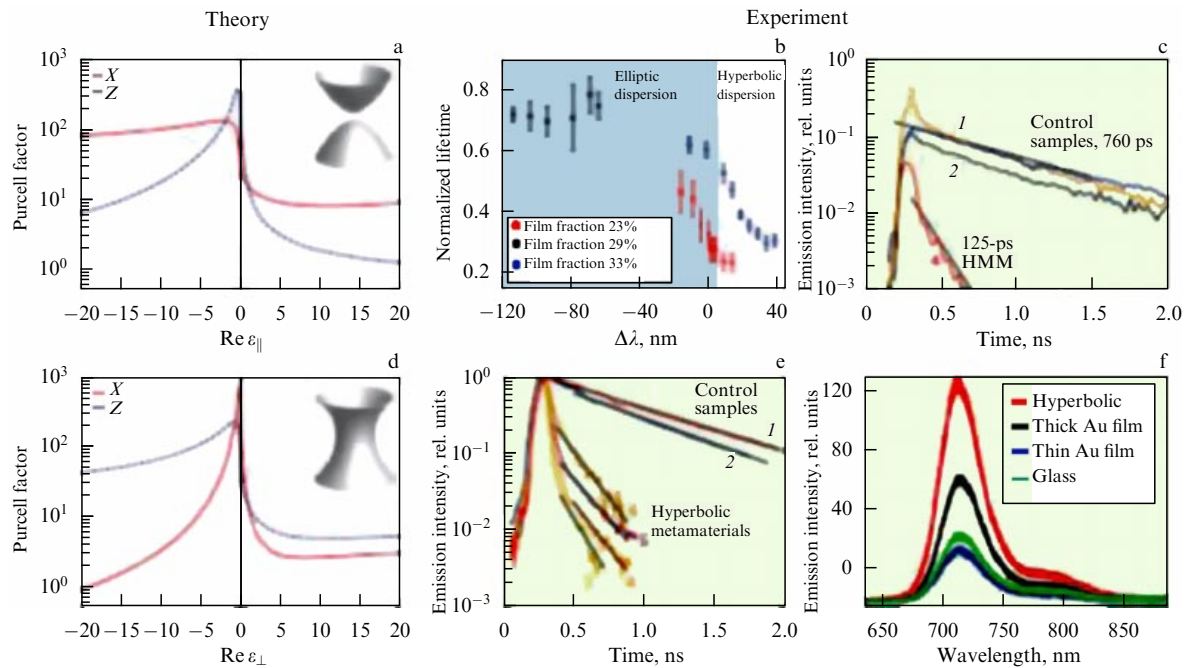 Theory
Experiment
a
10³
10²
10¹
10⁰
Purcell factor
X
Z
−20 −15 −10 −5 0 5 10 15 20
Re ε∥
b
0.8
0.6
0.4
0.2
Normalized lifetime
Elliptic
dispersion
Hyperbolic
dispersion
Film fraction 23%
Film fraction 29%
Film fraction 33%
−120 −80 −40 0 40
Δλ, nm
c
10⁰
10⁻¹
10⁻²
10⁻³
Emission intensity, rel. units
1
2
Control
samples, 760 ps
125-ps
HMM
0 0.5 1.0 1.5 2.0
Time, ns
d
10³
10²
10¹
10⁰
Purcell factor
X
Z
−20 −15 −10 −5 0 5 10 15 20
Re ε⊥
e
10⁰
10⁻¹
10⁻²
10⁻³
Emission intensity, rel. units
Control
samples
1
2
Hyperbolic
metamaterials
0 0.5 1.0 1.5 2.0
Time, ns
f
120
80
40
0
Emission intensity, rel. units
Hyperbolic
Thick Au film
Thin Au film
Glass
650 700 750 800 850
Wavelength, nm